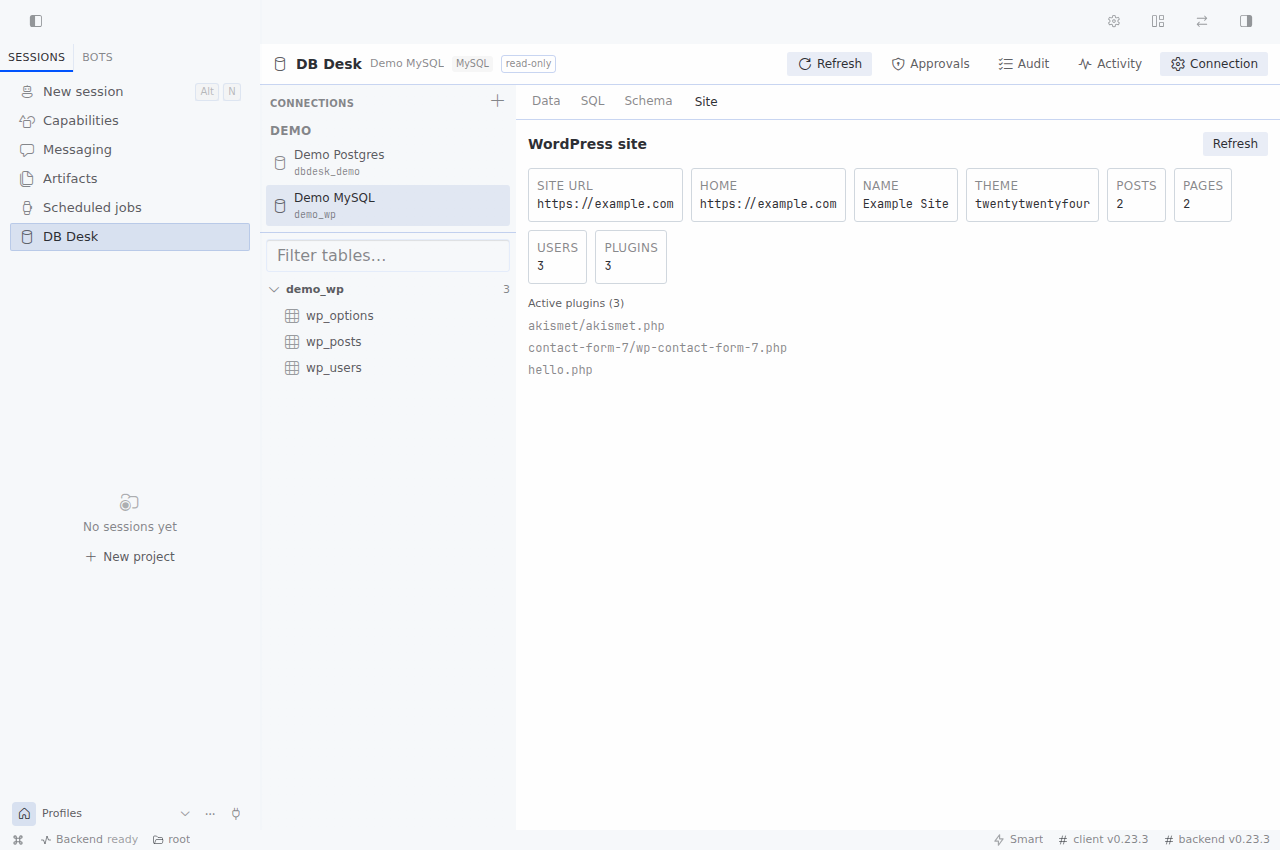 SESSIONS
BOTS
New session Alt N
Capabilities
Messaging
Artifacts
Scheduled jobs
DB Desk
No sessions yet
New project
Profiles
DB Desk Demo MySQL MySQL read-only
Refresh
Approvals
Audit
Activity
Connection
CONNECTIONS
DEMO
Demo Postgres
dbdesk_demo
Demo MySQL
demo_wp
Filter tables...
demo_wp 3
wp_options
wp_posts
wp_users
Data
SQL
Schema
Site
WordPress site
Refresh
SITE URL
https://example.com
HOME
https://example.com
NAME
Example Site
THEME
twentytwentyfour
POSTS
2
PAGES
2
USERS
3
PLUGINS
3
Active plugins (3)
akismet/akismet.php
contact-form-7/wp-contact-form-7.php
hello.php
Backend ready
root
Smart
# client v0.23.3
# backend v0.23.3